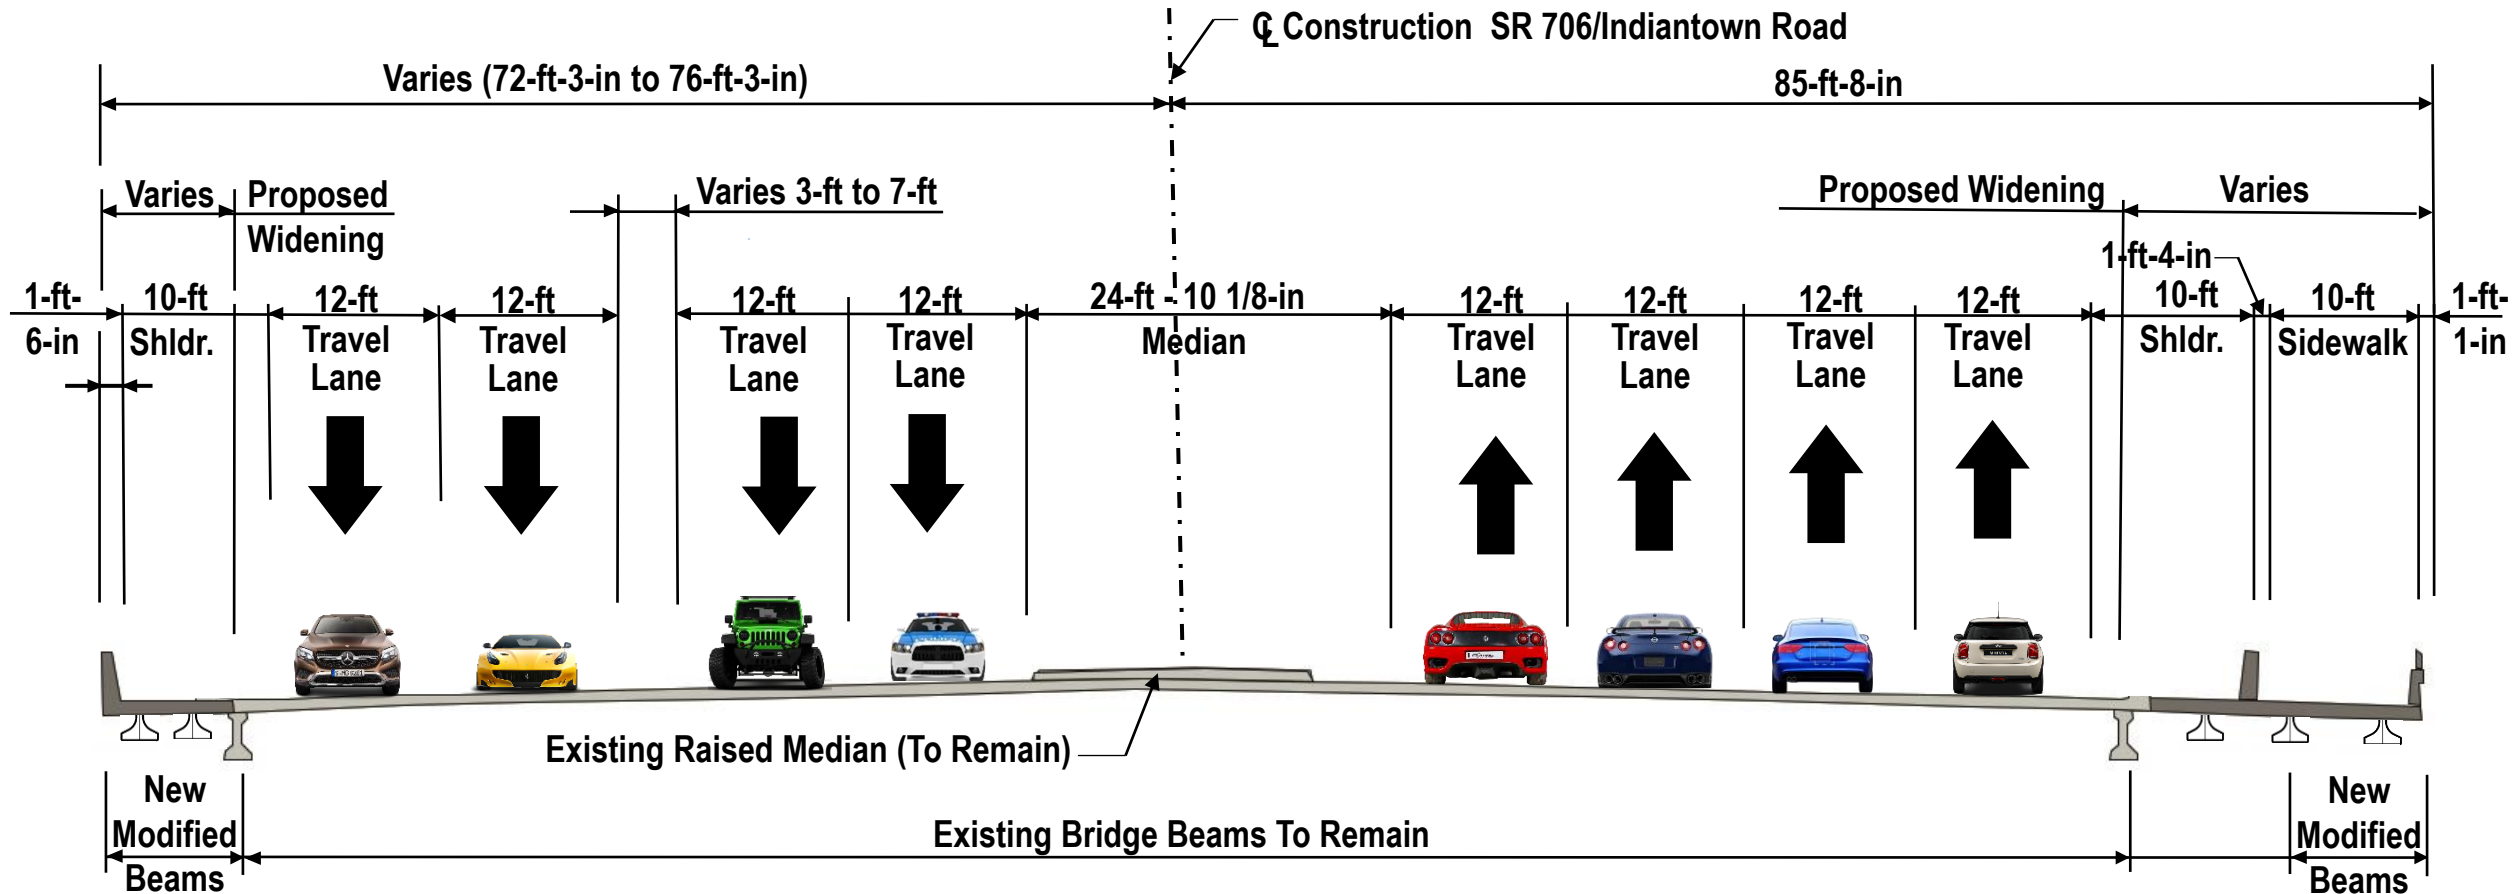 ℄ Construction SR 706/Indiantown Road
Varies (72-ft-3-in to 76-ft-3-in)
85-ft-8-in
Varies
Proposed
Widening
Varies 3-ft to 7-ft
Proposed Widening
Varies
1-ft-4-in
1-ft-
6-in
10-ft
Shldr.
12-ft
Travel
Lane
12-ft
Travel
Lane
12-ft
Travel
Lane
12-ft
Travel
Lane
24-ft - 10 1/8-in
Median
12-ft
Travel
Lane
12-ft
Travel
Lane
12-ft
Travel
Lane
12-ft
Travel
Lane
10-ft
Shldr.
10-ft
Sidewalk
1-ft-
1-in
Existing Raised Median (To Remain)
New
Modified
Beams
Existing Bridge Beams To Remain
New
Modified
Beams